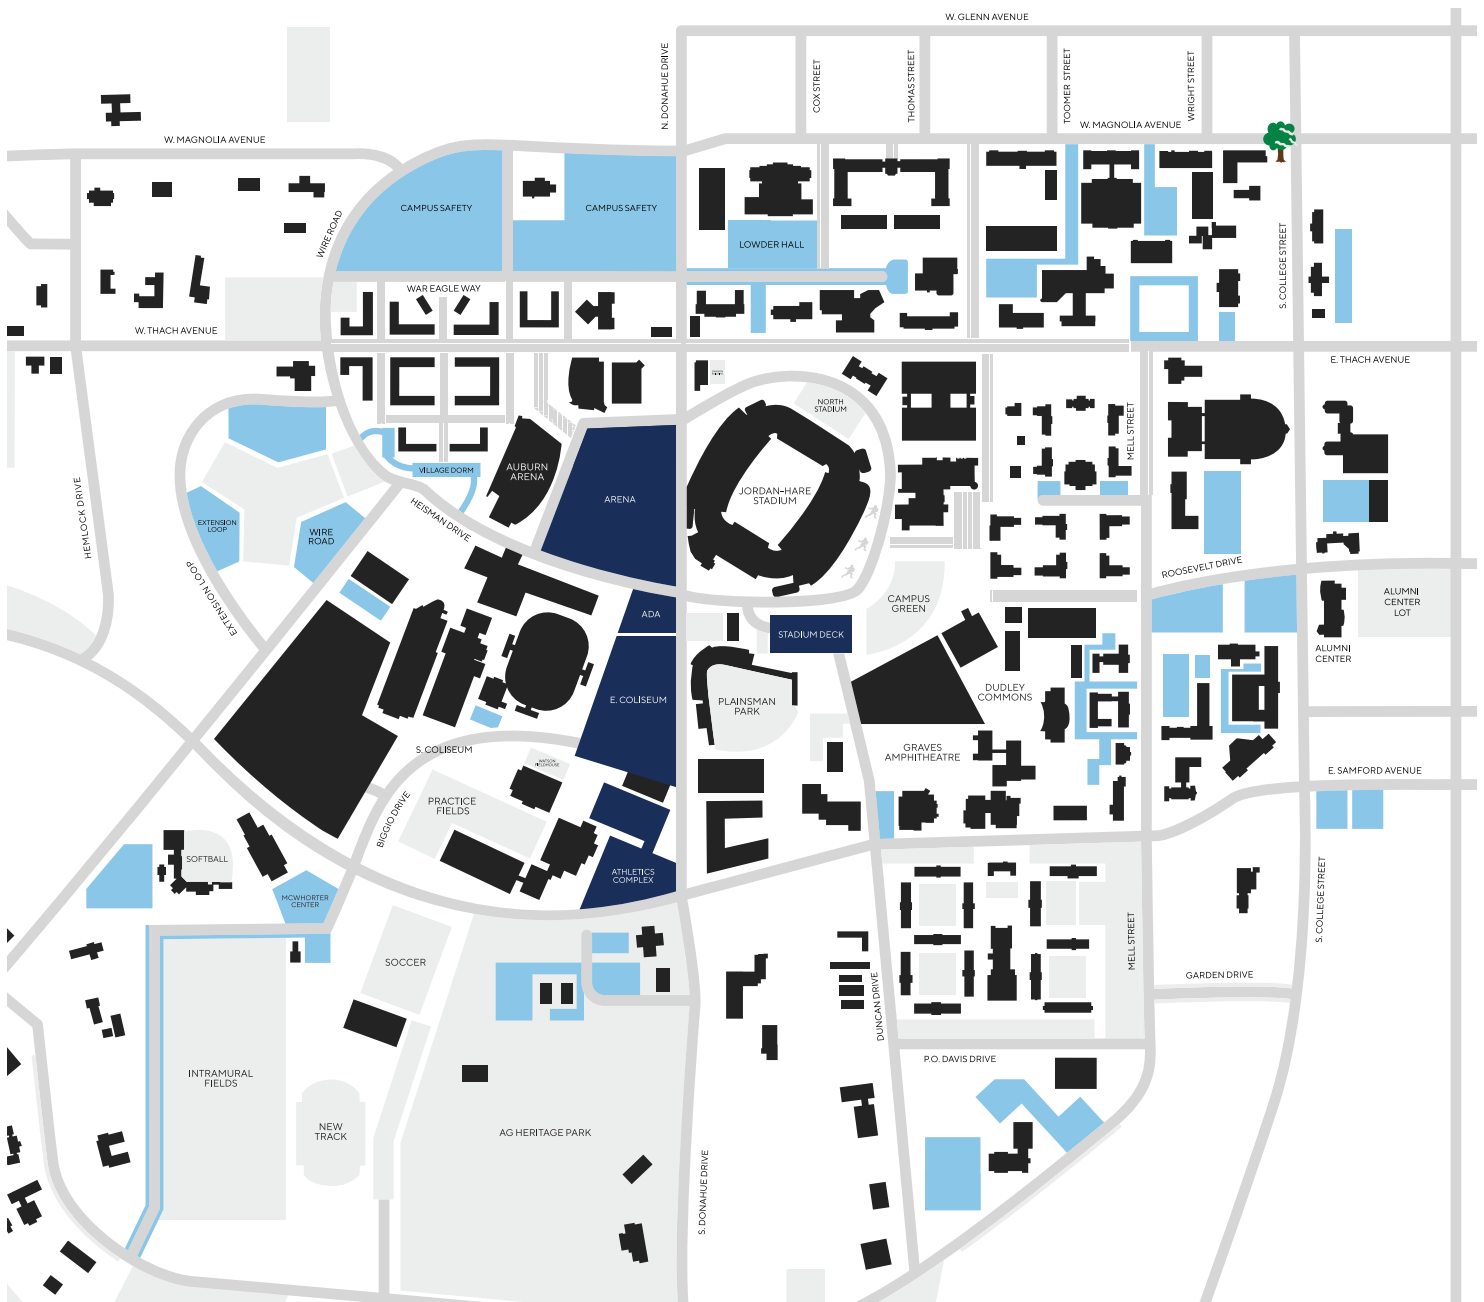 W. GLENN AVENUE
N. DONAHUE DRIVE
COX STREET
THOMAS STREET
TOOMER STREET
WRIGHT STREET
W. MAGNOLIA AVENUE
W. MAGNOLIA AVENUE
WIRE ROAD
CAMPUS SAFETY
CAMPUS SAFETY
LOWDER HALL
S. COLLEGE STREET
WAR EAGLE WAY
W. THACH AVENUE
E. THACH AVENUE
NORTH
STADIUM
MELL STREET
VILLAGE DORM
AUBURN
ARENA
ARENA
JORDAN-HARE
STADIUM
HEMLOCK DRIVE
EXTENSION
LOOP
WIRE
ROAD
HEISMAN DRIVE
EXTENSION LOOP
ROOSEVELT DRIVE
CAMPUS
GREEN
ALUMNI
CENTER
LOT
ADA
STADIUM DECK
ALUMNI
CENTER
E. COLISEUM
PLAINSMAN
PARK
DUDLEY
COMMONS
S. COLISEUM
GRAVES
AMPHITHEATRE
WATSON
FIELDHOUSE
E. SAMFORD AVENUE
PRACTICE
FIELDS
BIGGIO DRIVE
SOFTBALL
ATHLETICS
COMPLEX
MCWHORTER
CENTER
S. COLLEGE STREET
MELL STREET
SOCCER
GARDEN DRIVE
DUNCAN DRIVE
P.O. DAVIS DRIVE
INTRAMURAL
FIELDS
NEW
TRACK
AG HERITAGE PARK
S. DONAHUE DRIVE